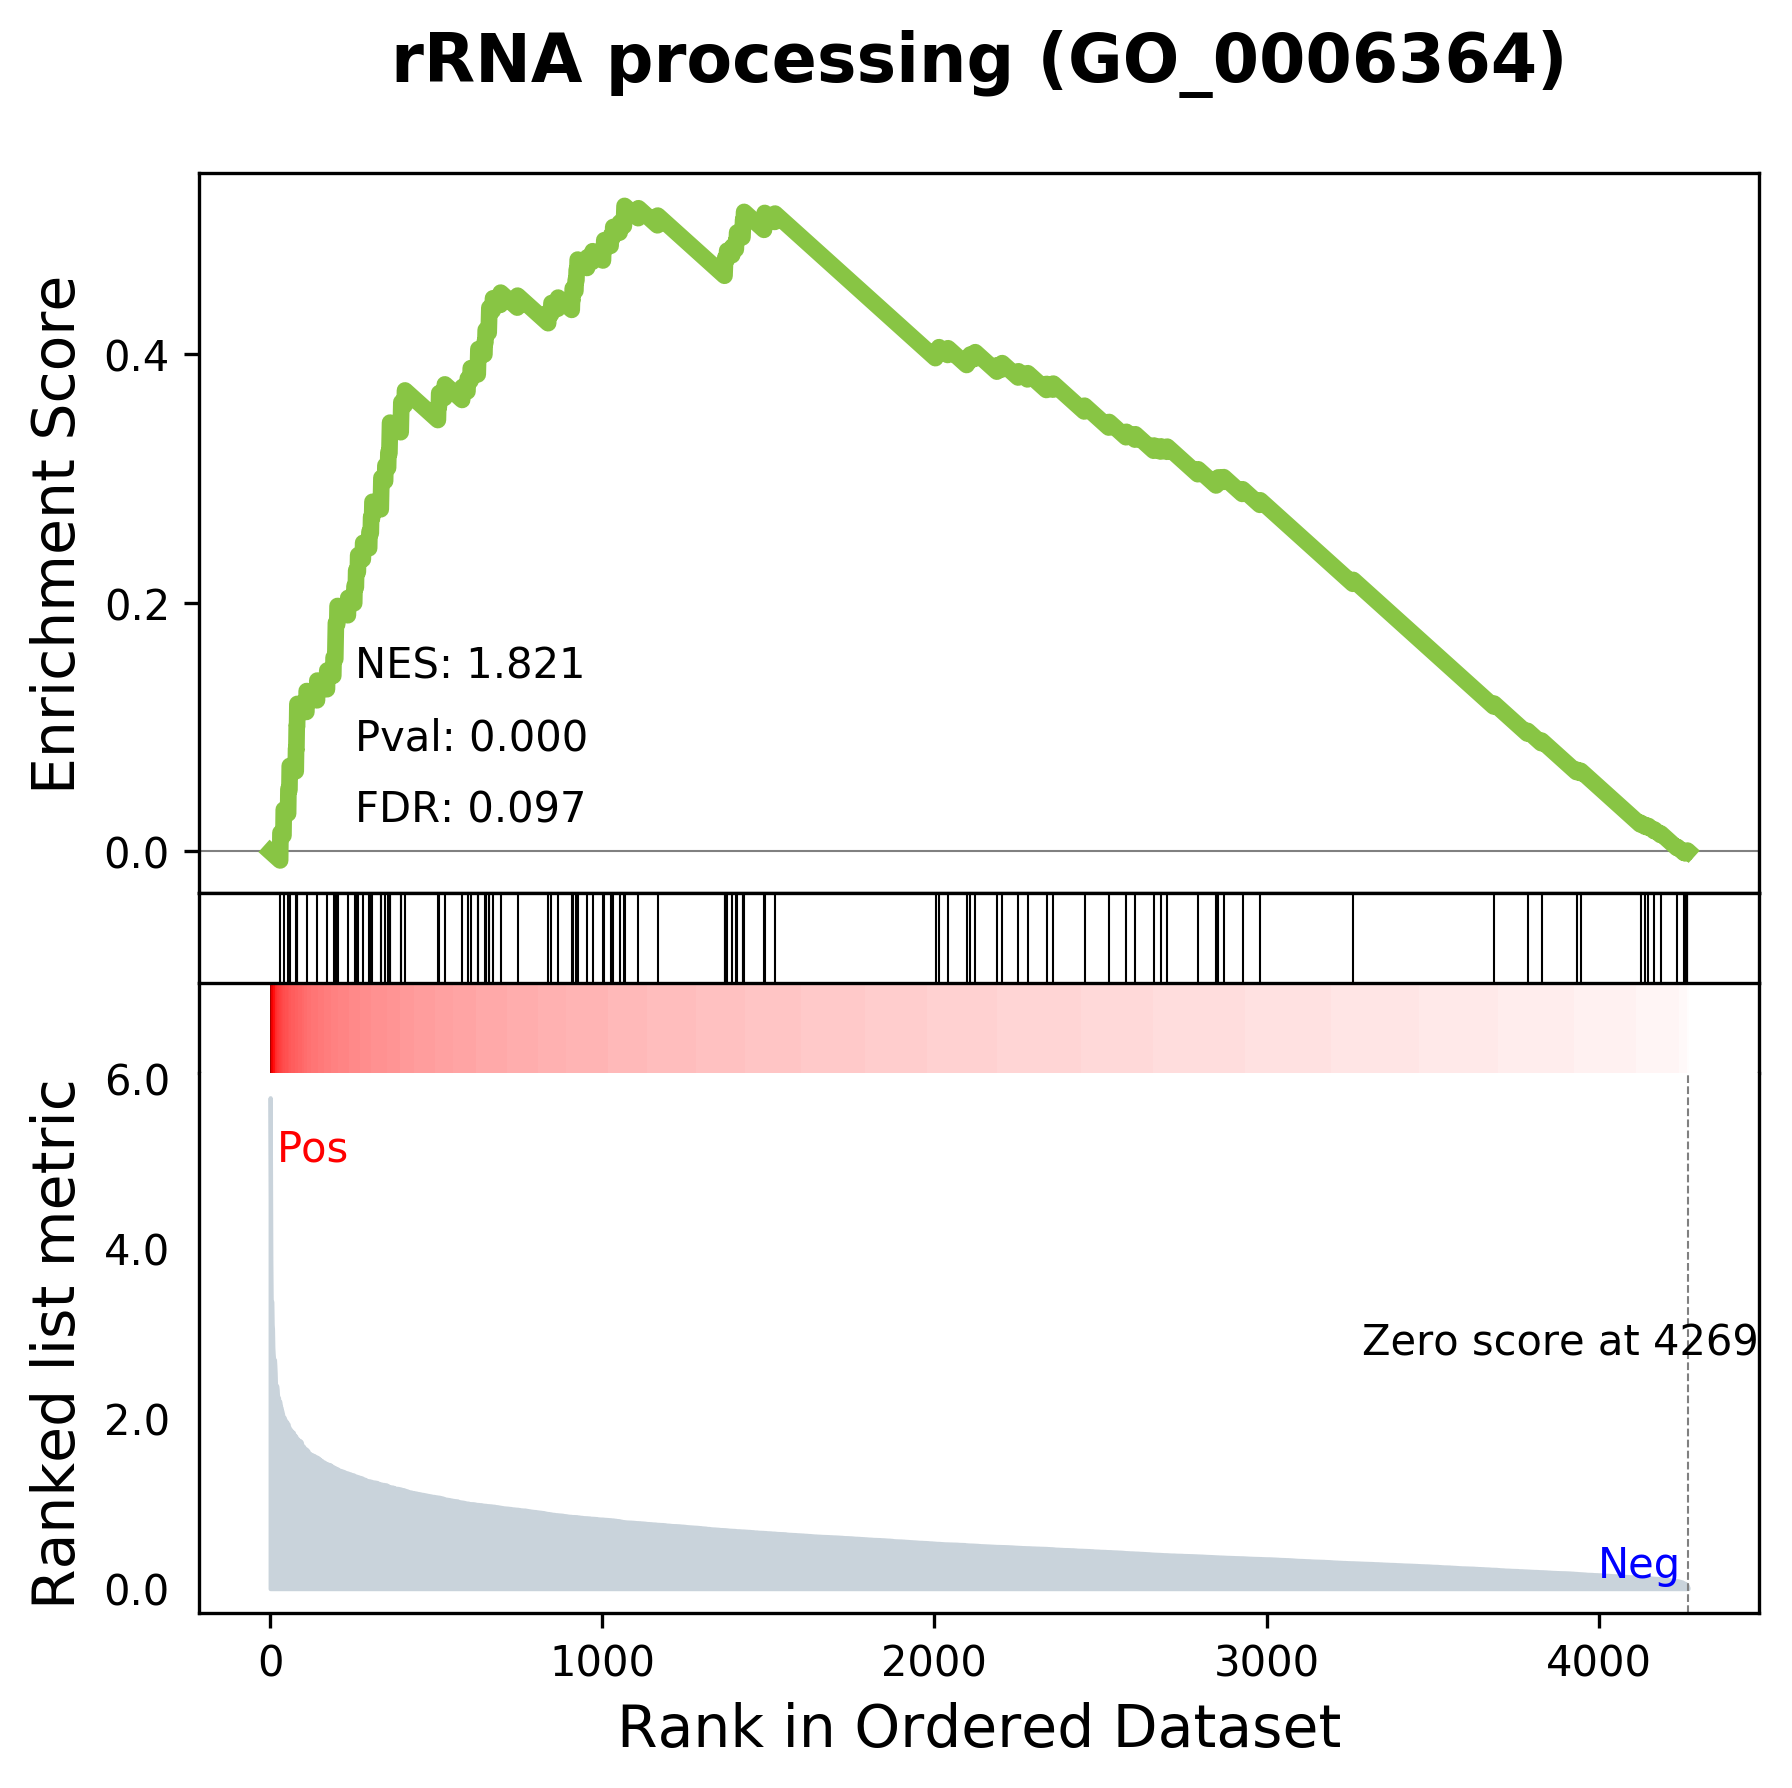 rRNA processing (GO_0006364)
Enrichment Score
0.4
0.2
0.0
NES: 1.821
Pval: 0.000
FDR: 0.097
Ranked list metric
6.0
4.0
2.0
0.0
Pos
Zero score at 4269
Neg
0 1000 2000 3000 4000
Rank in Ordered Dataset